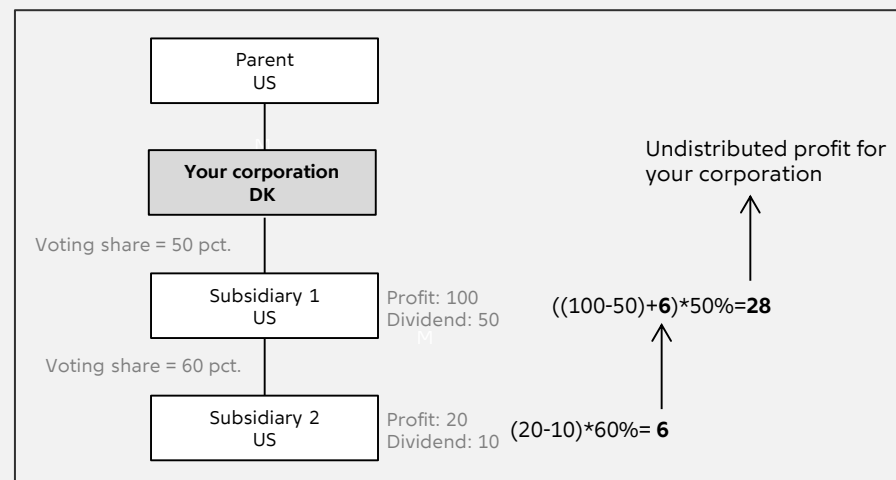 Parent
US
Your corporation
DK
Undistributed profit for
your corporation
Voting share = 50 pct.
Subsidiary 1
US
Profit: 100
Dividend: 50
((100-50)+6)*50%=28
M
Voting share = 60 pct.
Subsidiary 2
US
Profit: 20
Dividend: 10
(20-10)*60%= 6